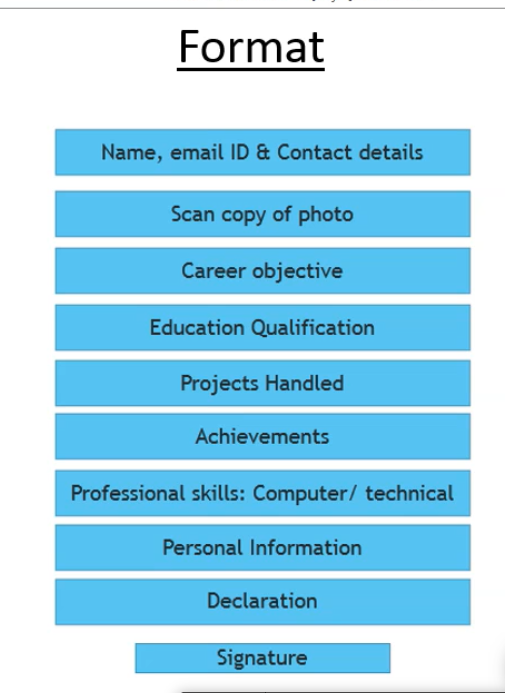 Format
Name, email ID & Contact details
Scan copy of photo
Career objective
Education Qualification
Projects Handled
Achievements
Professional skills: Computer/ technical
Personal Information
Declaration
Signature